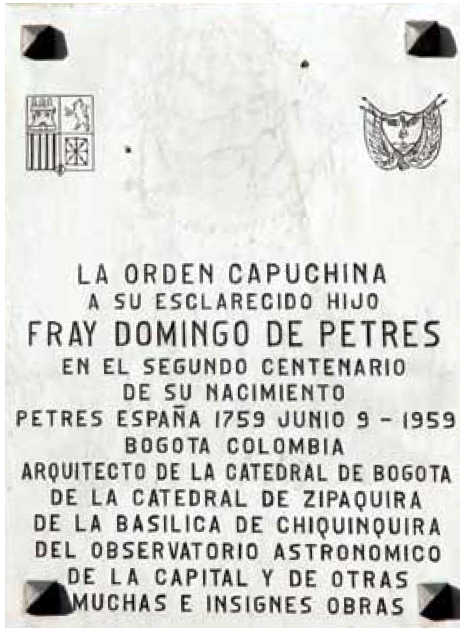 LA ORDEN CAPUCHINA
A SU ESCLARECIDO HIJO
FRAY DOMINGO DE PETRES
EN EL SEGUNDO CENTENARIO
DE SU NACIMIENTO
PETRES ESPAÑA 1759 JUNIO 9 - 1959
BOGOTA COLOMBIA
ARQUITECTO DE LA CATEDRAL DE BOGOTA
DE LA CATEDRAL DE ZIPAQUIRA
DE LA BASILICA DE CHIQUINQUIRA
DEL OBSERVATORIO ASTRONOMICO
DE LA CAPITAL Y DE OTRAS
MUCHAS E INSIGNES OBRAS